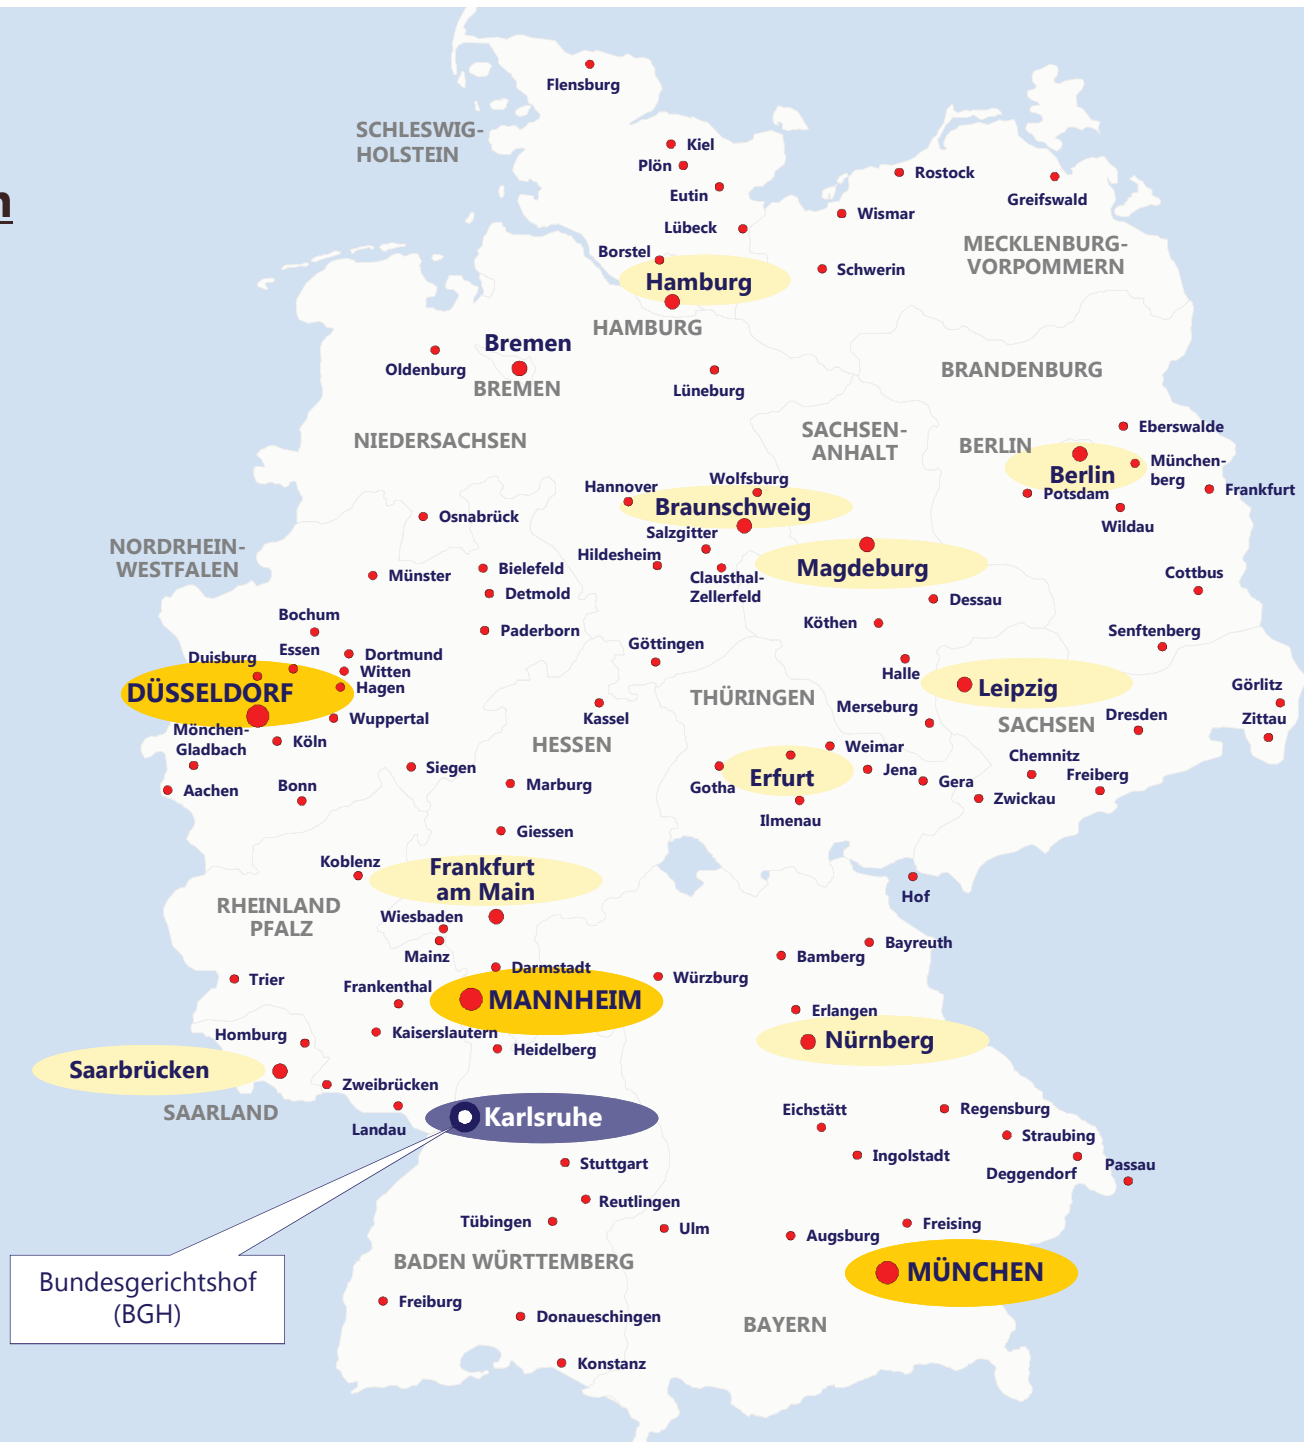 Flensburg
SCHLESWIG-
HOLSTEIN
Kiel
Plön
Eutin
Lübeck
Borstel
Hamburg
HAMBURG
Rostock
Greifswald
Wismar
MECKLENBURG-
VORPOMMERN
Schwerin
n
Bremen
BREMEN
Oldenburg
Lüneburg
BRANDENBURG
NIEDERSACHSEN
SACHSEN-
ANHALT
BERLIN
Eberswalde
Berlin
München-
berg
Potsdam
Frankfurt
Wildau
Hannover
Wolfsburg
Braunschweig
Osnabrück
Salzgitter
Hildesheim
Clausthal-
Zellerfeld
Magdeburg
NORDRHEIN-
WESTFALEN
Münster
Bielefeld
Detmold
Paderborn
Dessau
Köthen
Cottbus
Senftenberg
Bochum
Essen
Duisburg
Dortmund
Witten
Hagen
DÜSSELDORF
Wuppertal
Göttingen
Kassel
HESSEN
THÜRINGEN
Halle
Leipzig
Merseburg
SACHSEN
Görlitz
Dresden
Zittau
Mönchen-
Gladbach
Köln
Aachen
Bonn
Siegen
Marburg
Giessen
Gotha
Erfurt
Weimar
Jena
Gera
Ilmenau
Chemnitz
Freiberg
Zwickau
Koblenz
Frankfurt
am Main
Hof
RHEINLAND
PFALZ
Wiesbaden
Mainz
Darmstadt
Bayreuth
Bamberg
Trier
Frankenthal
MANNHEIM
Würzburg
Erlangen
Nürnberg
Homburg
Kaiserslautern
Heidelberg
Saarbrücken
Zweibrücken
SAARLAND
Landau
Karlsruhe
Eichstätt
Regensburg
Straubing
Ingolstadt
Deggendorf
Passau
Stuttgart
Reutlingen
Tübingen
Ulm
Augsburg
Freising
MÜNCHEN
BADEN WÜRTTEMBERG
Bundesgerichtshof
(BGH)
Freiburg
Donaueschingen
BAYERN
Konstanz